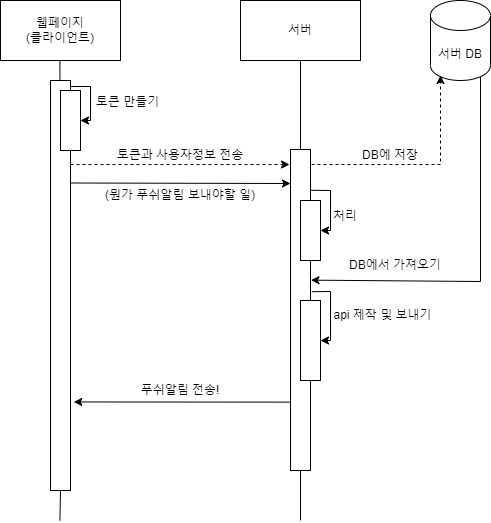 웹페이지
(클라이언트)
서버
서버 DB
토큰 만들기
토큰과 사용자정보 전송
DB에 저장
(뭔가 푸쉬알림 보내야할 일)
처리
DB에서 가져오기
api 제작 및 보내기
푸쉬알림 전송!